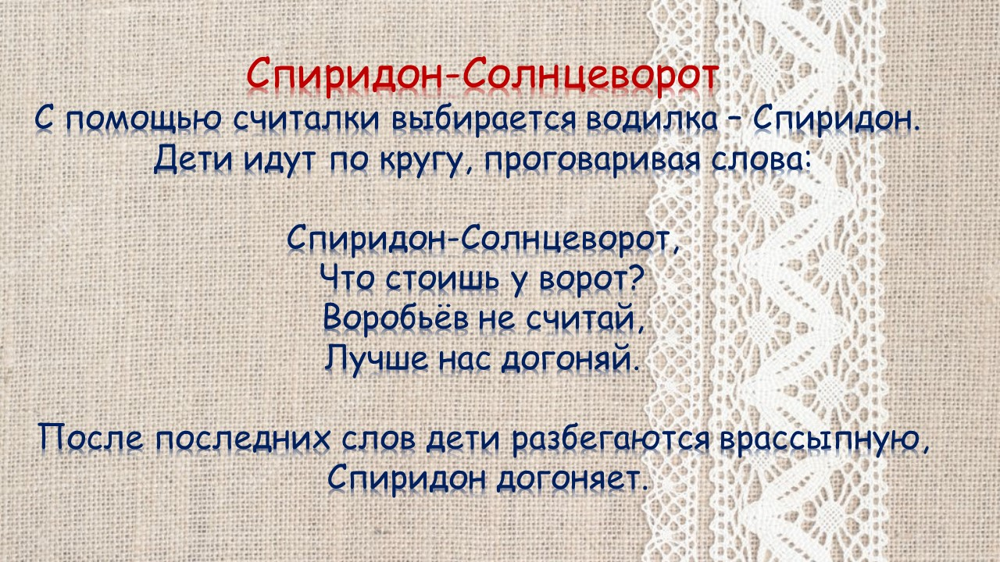 Спиридон-Солнцеворот
С помощью считалки выбирается водилка – Спиридон.
Дети идут по кругу, проговаривая слова:
Спиридон-Солнцеворот,
Что стоишь у ворот?
Воробьёв не считай,
Лучше нас догоняй.
После последних слов дети разбегаются врассыпную,
Спиридон догоняет.